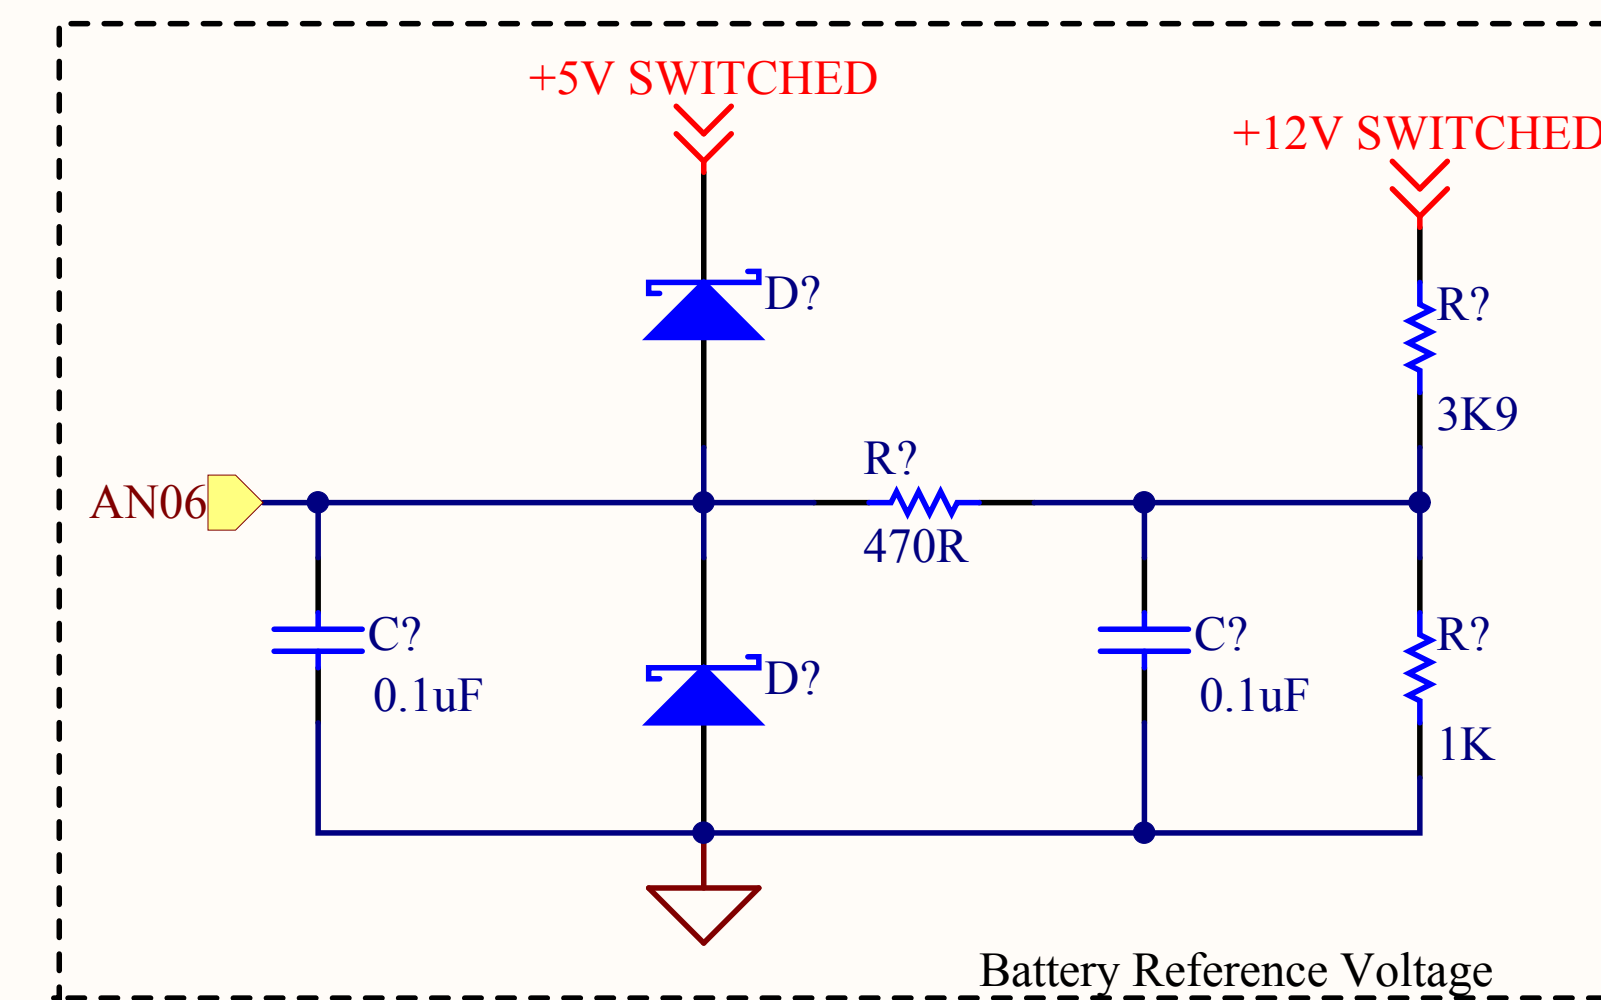 +5V SWITCHED
+12V SWITCHED
D?
R?
3K9
R?
AN06
470R
C?
0.1uF
D?
C?
0.1uF
R?
1K
Battery Reference Voltage